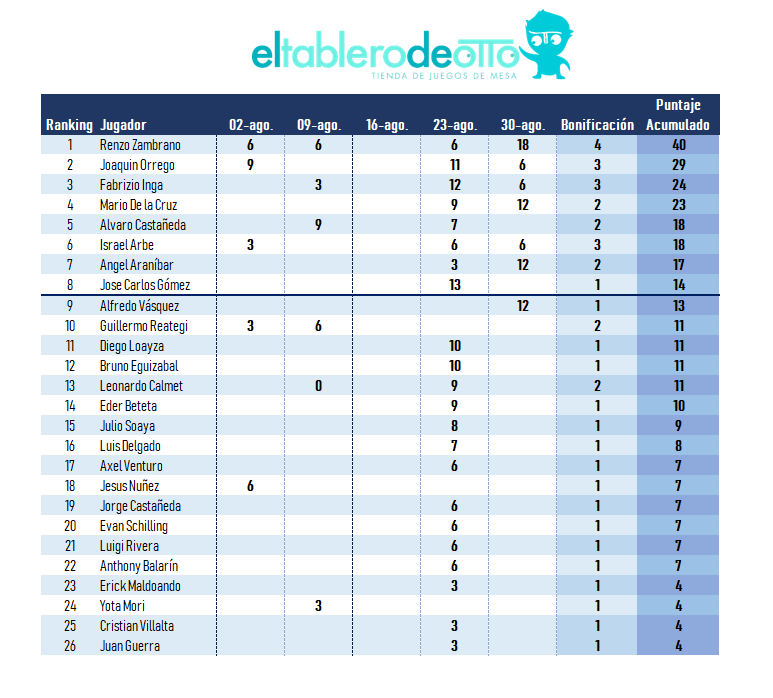 eltablerodeotto
TIENDA DE JUEGOS DE MESA
Ranking Jugador 02-ago. 09-ago. 16-ago. 23-ago. 30-ago. Bonificación Puntaje Acumulado
1 Renzo Zambrano 6 6 6 18 4 40
2 Joaquin Orrego 9 11 6 3 29
3 Fabrizio Inga 3 12 6 3 24
4 Mario De la Cruz 9 12 2 23
5 Alvaro Castañeda 9 7 2 18
6 Israel Arbe 3 6 6 3 18
7 Angel Araníbar 3 12 2 17
8 Jose Carlos Gómez 13 1 14
9 Alfredo Vásquez 12 1 13
10 Guillermo Reategi 3 6 2 11
11 Diego Loayza 10 1 11
12 Bruno Eguizabal 10 1 11
13 Leonardo Calmet 0 9 2 11
14 Eder Beteta 9 1 10
15 Julio Soaya 8 1 9
16 Luis Delgado 7 1 8
17 Axel Venturo 6 1 7
18 Jesus Nuñez 6 1 7
19 Jorge Castañeda 6 1 7
20 Evan Schilling 6 1 7
21 Luigi Rivera 6 1 7
22 Anthony Balarín 6 1 7
23 Erick Maldoando 3 1 4
24 Yota Mori 3 1 4
25 Cristian Villalta 3 1 4
26 Juan Guerra 3 1 4